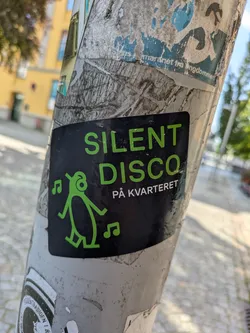 SILENT
DISCO
PÅ KVARTERET